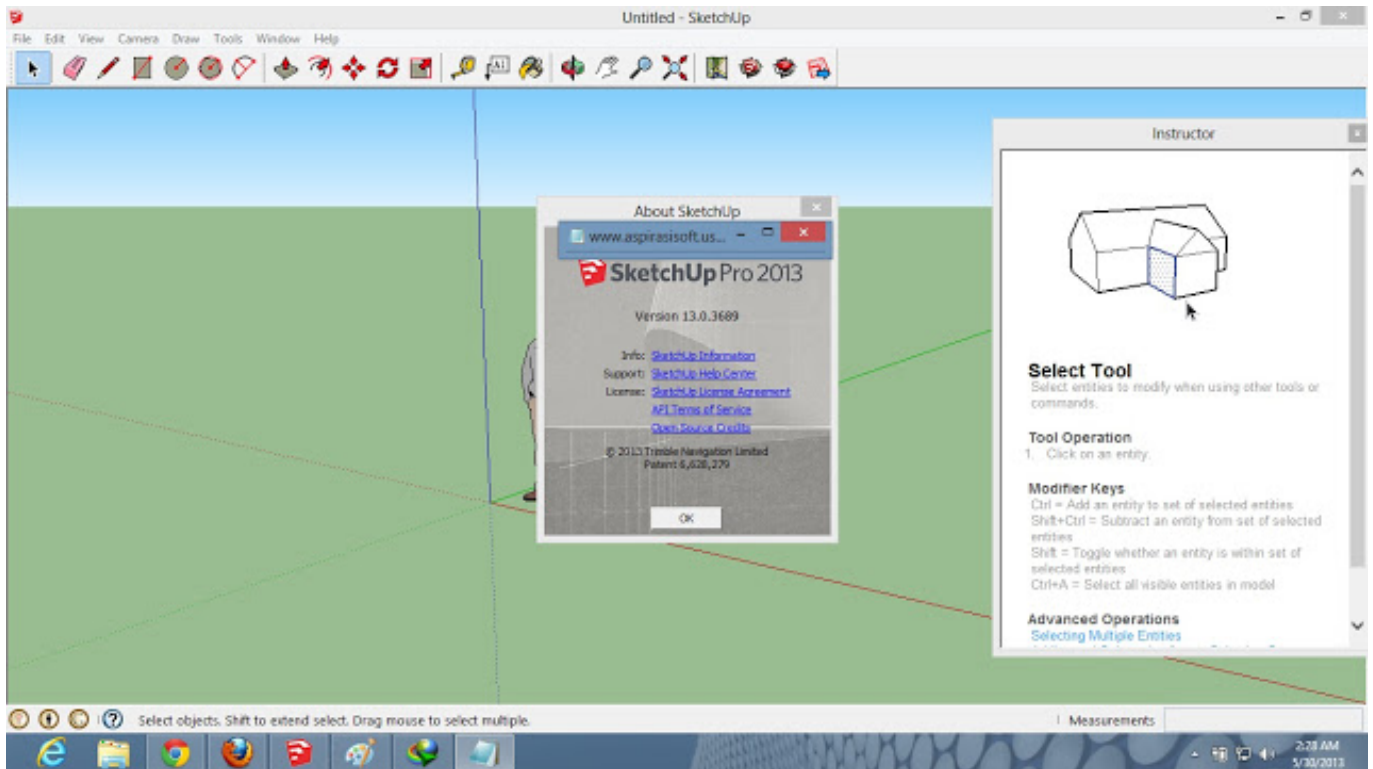 Untitled - SketchUp
File Edit View Camera Draw Tools Window Help
About SketchUp
www.aspirasisoft.us...
SketchUp Pro 2013
Version 13.0.3689
Info: SketchUp Information
Support: SketchUp Help Center
License: SketchUp License Agreement
API Terms of Service
Open Source Credits
© 2013 Trimble Navigation Limited
Patent 6,628,279
OK
Instructor
Select Tool
Select entities to modify when using other tools or
commands.
Tool Operation
1. Click on an entity.
Modifier Keys
Ctrl = Add an entity to set of selected entities
Shift+Ctrl = Subtract an entity from set of selected
entities
Shift = Toggle whether an entity is within set of
selected entities
Ctrl+A = Select all visible entities in model
Advanced Operations
Selecting Multiple Entities
Select objects. Shift to extend select. Drag mouse to select multiple.
Measurements
2:28 AM
5/30/2013